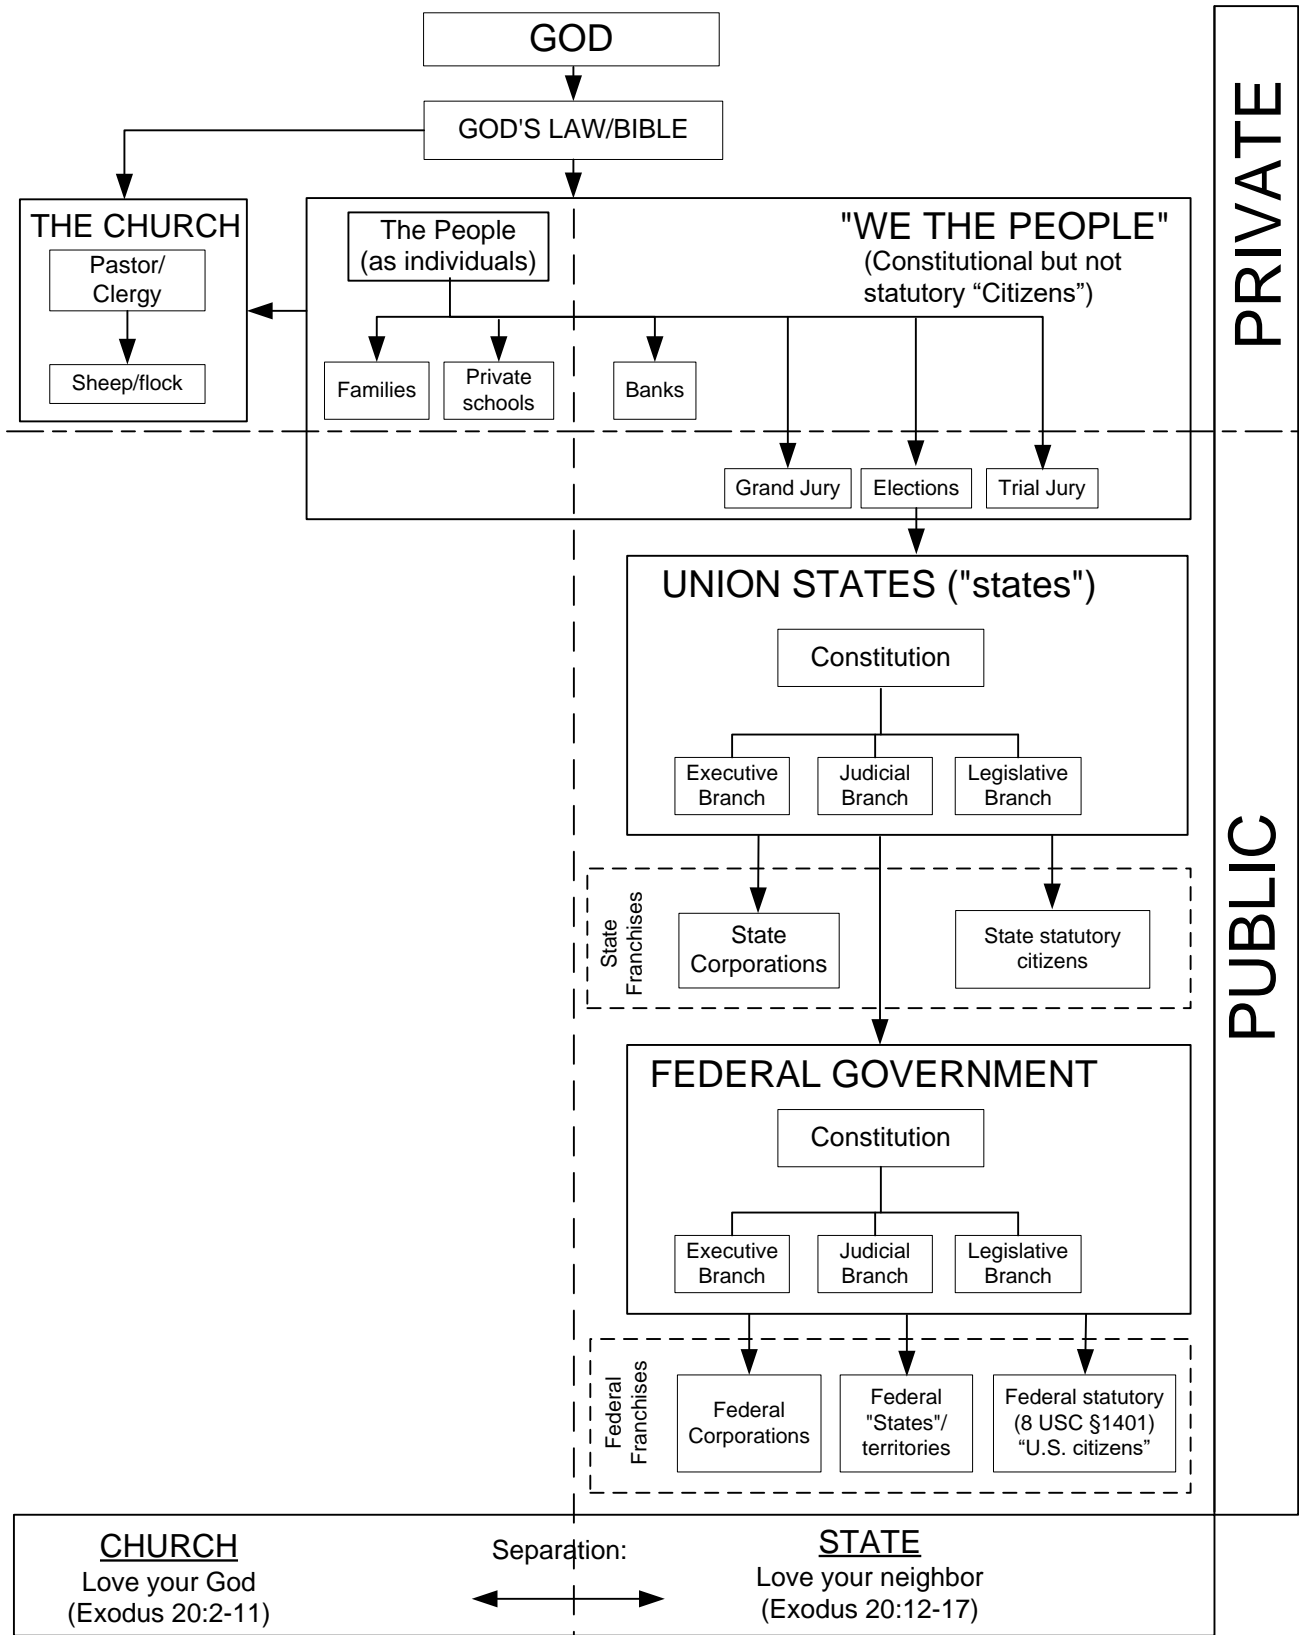 GOD
GOD'S LAW/BIBLE
PRIVATE
THE CHURCH
Pastor/
Clergy
Sheep/flock
The People
(as individuals)
"WE THE PEOPLE"
(Constitutional but not
statutory “Citizens”)
Families
Private
schools
Banks
Grand Jury
Elections
Trial Jury
PUBLIC
UNION STATES ("states")
Constitution
Executive
Branch
Judicial
Branch
Legislative
Branch
State
Franchises
State
Corporations
State statutory
citizens
FEDERAL GOVERNMENT
Constitution
Executive
Branch
Judicial
Branch
Legislative
Branch
Federal
Franchises
Federal
Corporations
Federal
"States"/
territories
Federal statutory
(8 USC §1401)
“U.S. citizens”
CHURCH
Love your God
(Exodus 20:2-11)
Separation:
STATE
Love your neighbor
(Exodus 20:12-17)